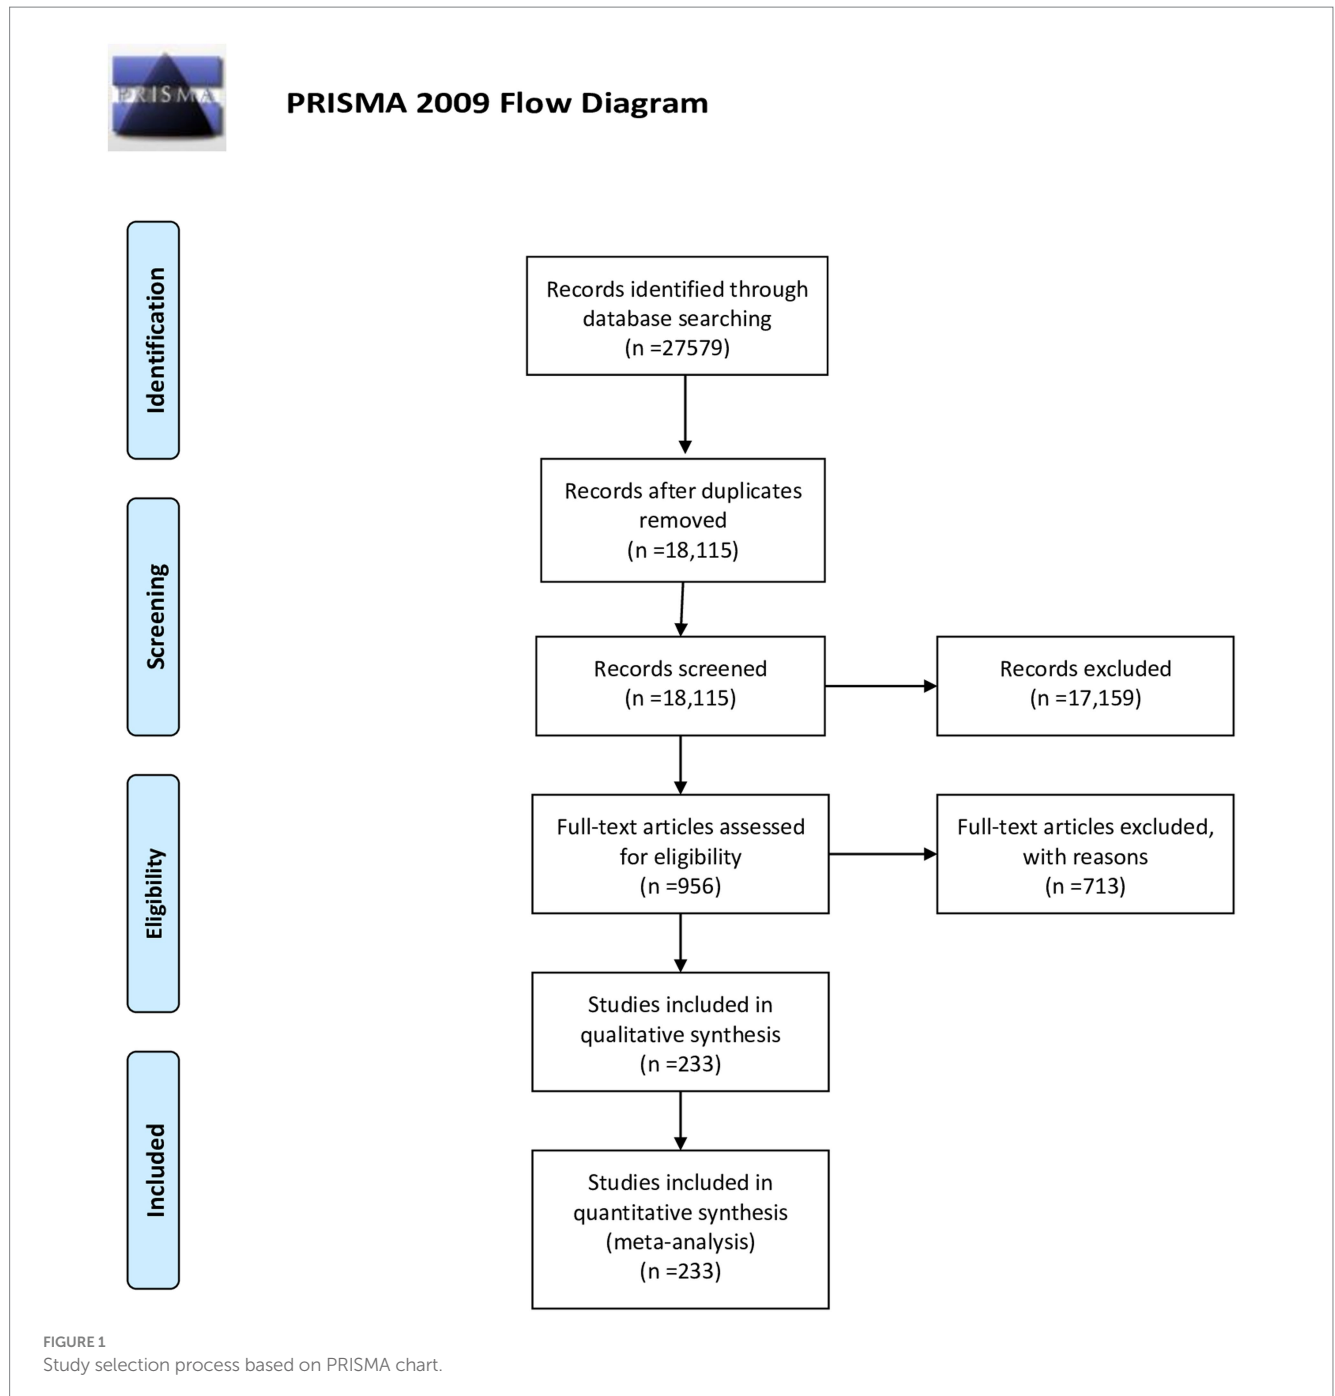 PRISMA
PRISMA 2009 Flow Diagram
Identification
Records identified through
database searching
(n =27579)
Screening
Records after duplicates
removed
(n =18,115)
Records screened
(n =18,115)
Records excluded
(n =17,159)
Eligibility
Full-text articles assessed
for eligibility
(n =956)
Full-text articles excluded,
with reasons
(n =713)
Studies included in
qualitative synthesis
(n =233)
Included
Studies included in
quantitative synthesis
(meta-analysis)
(n =233)
FIGURE 1
Study selection process based on PRISMA chart.